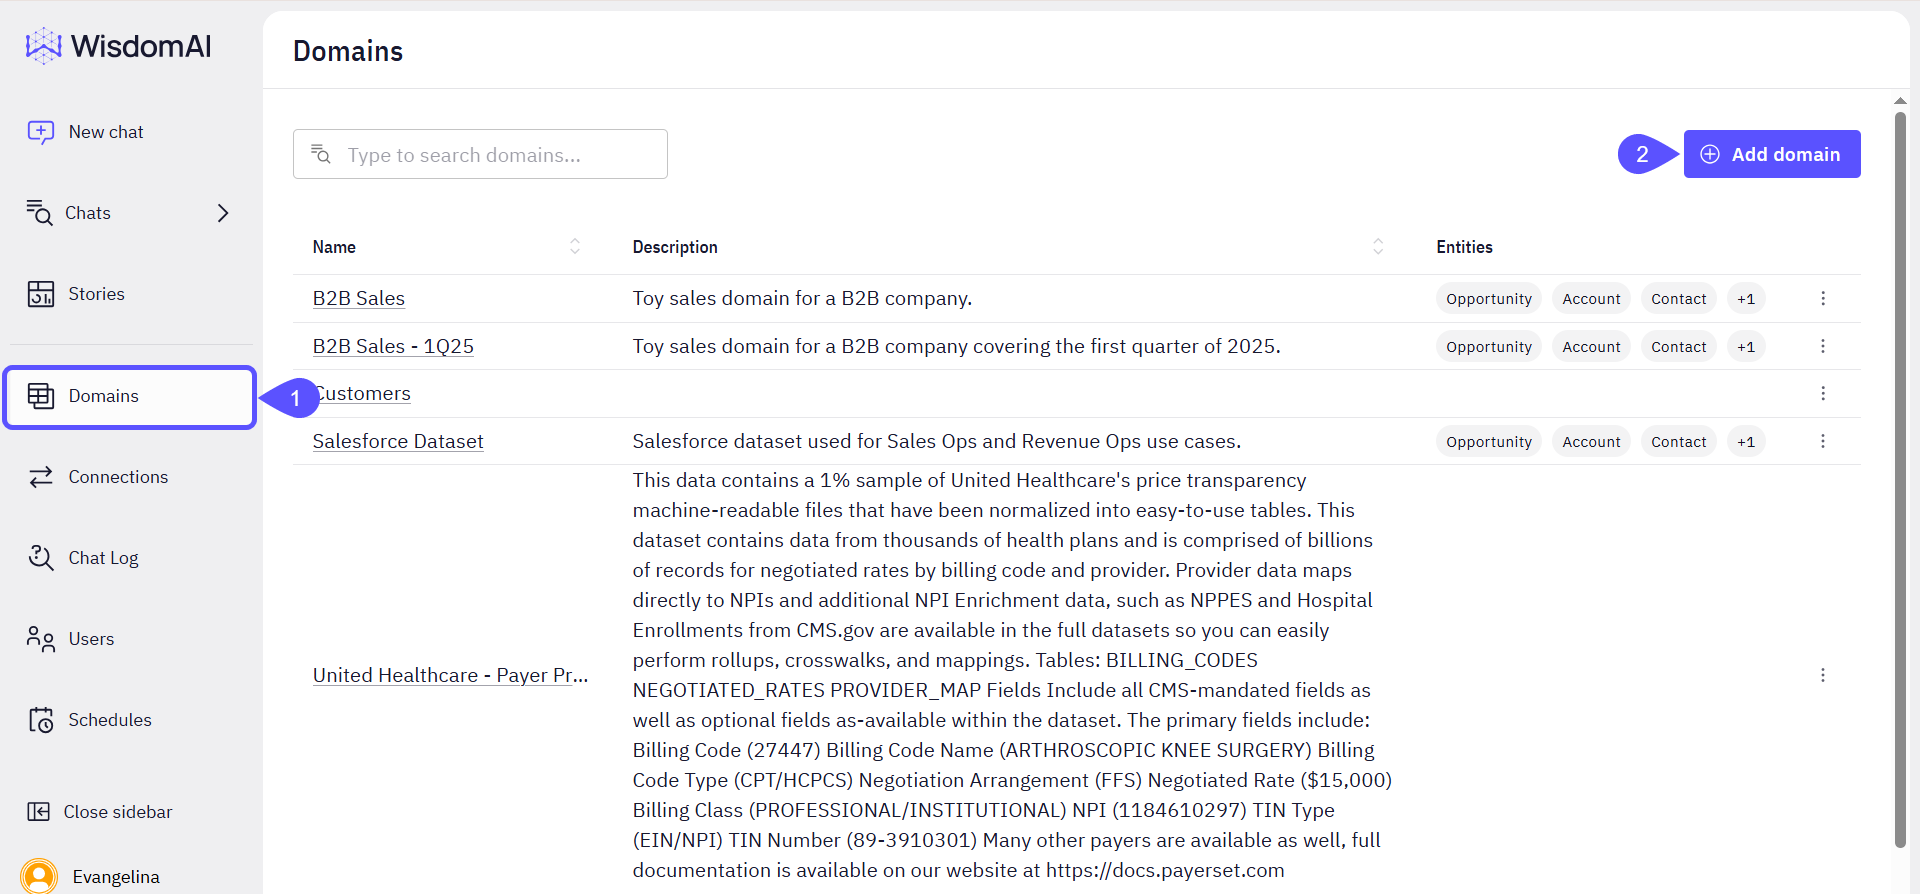 WisdomAI
New chat
Chats
Stories
Domains
Connections
Chat Log
Users
Schedules
Close sidebar
Evangelina
Domains
Type to search domains...
2
Add domain
Name Description Entities
B2B Sales Toy sales domain for a B2B company. Opportunity Account Contact +1
B2B Sales - 1Q25 Toy sales domain for a B2B company covering the first quarter of 2025. Opportunity Account Contact +1
1
Customers
Salesforce Dataset Salesforce dataset used for Sales Ops and Revenue Ops use cases. Opportunity Account Contact +1
United Healthcare - Payer Pr...
This data contains a 1% sample of United Healthcare's price transparency
machine-readable files that have been normalized into easy-to-use tables. This
dataset contains data from thousands of health plans and is comprised of billions
of records for negotiated rates by billing code and provider. Provider data maps
directly to NPIs and additional NPI Enrichment data, such as NPPES and Hospital
Enrollments from CMS.gov are available in the full datasets so you can easily
perform rollups, crosswalks, and mappings. Tables: BILLING_CODES
NEGOTIATED_RATES PROVIDER_MAP Fields Include all CMS-mandated fields as
well as optional fields as-available within the dataset. The primary fields include:
Billing Code (27447) Billing Code Name (ARTHROSCOPIC KNEE SURGERY) Billing
Code Type (CPT/HCPCS) Negotiation Arrangement (FFS) Negotiated Rate ($15,000)
Billing Class (PROFESSIONAL/INSTITUTIONAL) NPI (1184610297) TIN Type
(EIN/NPI) TIN Number (89-3910301) Many other payers are available as well, full
documentation is available on our website at https://docs.payerset.com